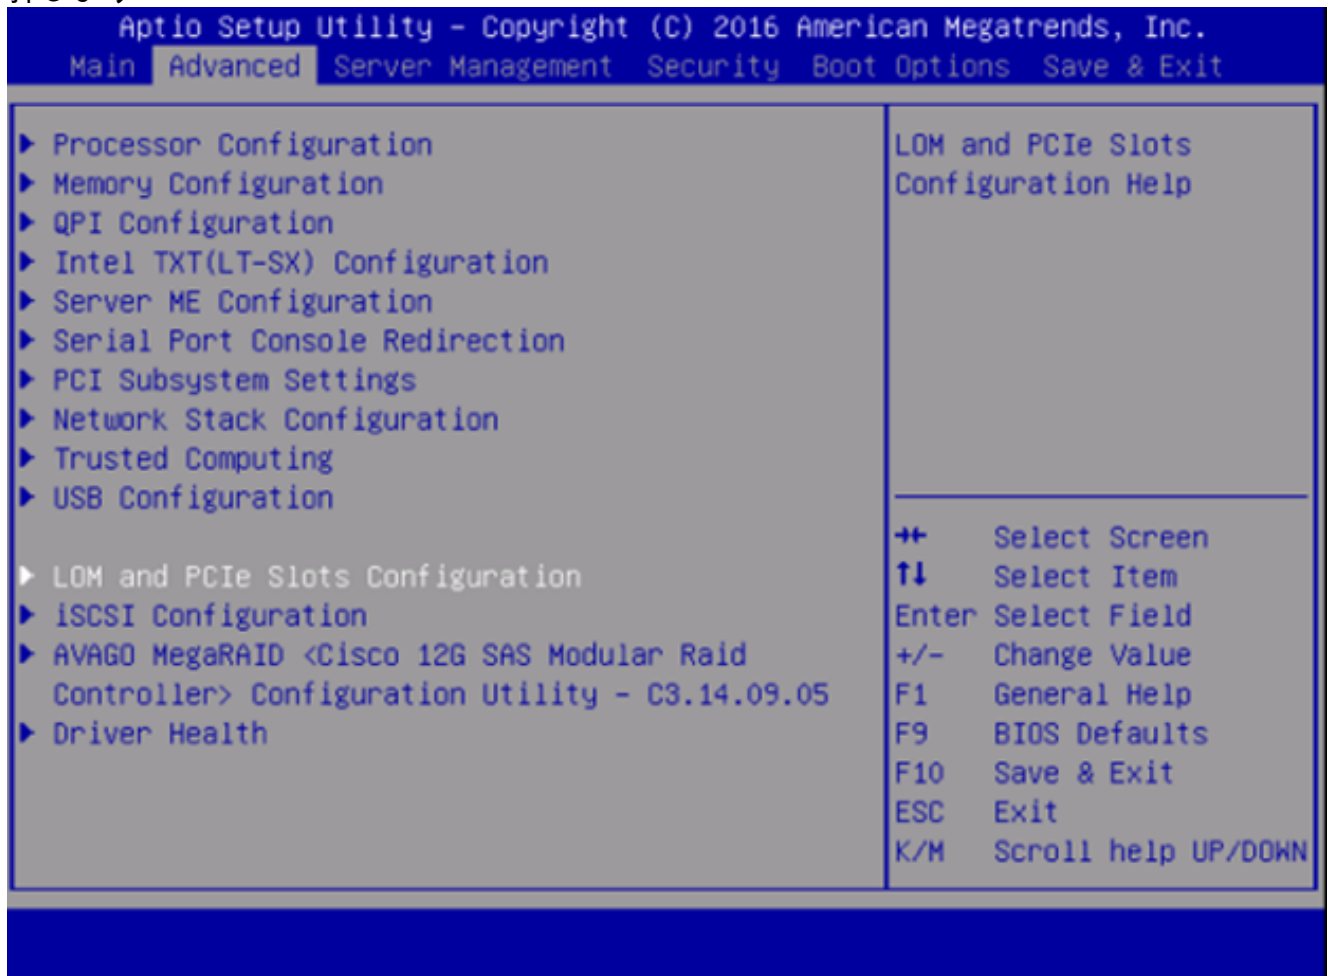 Aptio Setup Utility – Copyright (C) 2016 American Megatrends, Inc.
Main Advanced Server Management Security Boot Options Save & Exit
Processor Configuration
Memory Configuration
QPI Configuration
Intel TXT(LT-SX) Configuration
Server ME Configuration
Serial Port Console Redirection
PCI Subsystem Settings
Network Stack Configuration
Trusted Computing
USB Configuration
LOM and PCIe Slots Configuration
iSCSI Configuration
AVAGO MegaRAID <Cisco 12G SAS Modular Raid
Controller> Configuration Utility – C3.14.09.05
Driver Health
LOM and PCIe Slots
Configuration Help
→← Select Screen
↑↓ Select Item
Enter Select Field
+/- Change Value
F1 General Help
F9 BIOS Defaults
F10 Save & Exit
ESC Exit
K/M Scroll help UP/DOWN